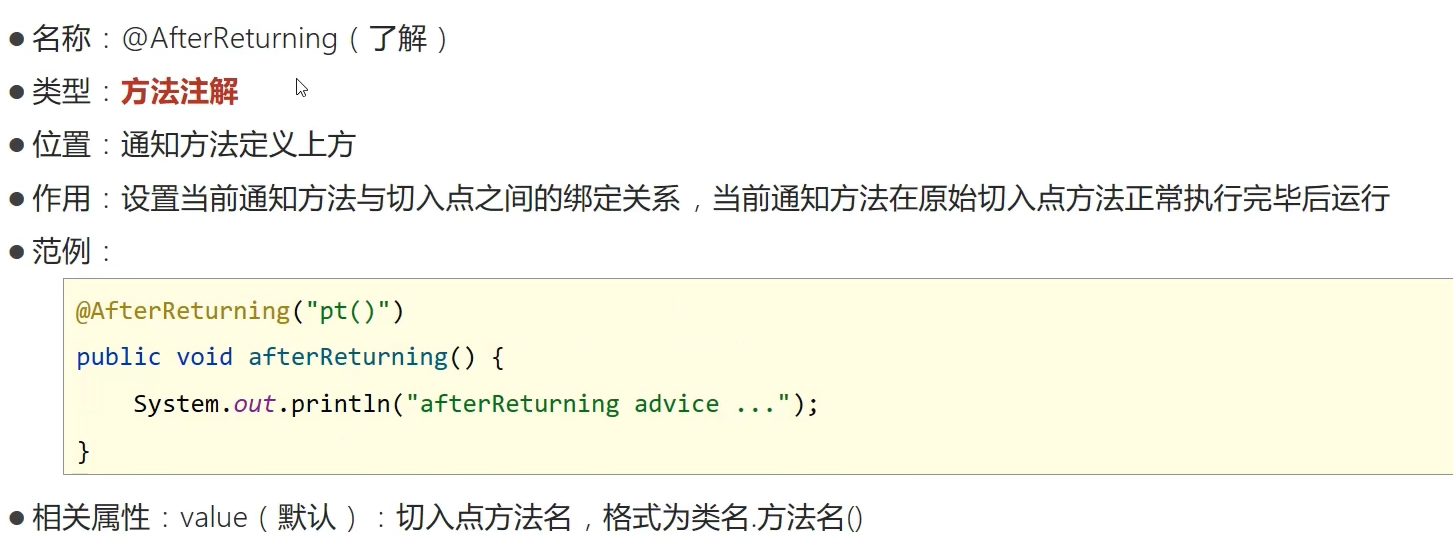 ● 名称：@AfterReturning（了解）
● 类型：方法注解
● 位置：通知方法定义上方
● 作用：设置当前通知方法与切入点之间的绑定关系，当前通知方法在原始切入点方法正常执行完毕后运行
● 范例：
@AfterReturning("pt()")
public void afterReturning() {
    System.out.println("afterReturning advice ...");
}
● 相关属性：value（默认）：切入点方法名，格式为类名.方法名()